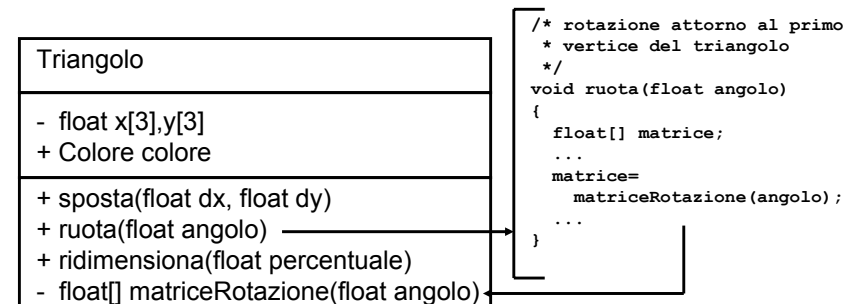 Triangolo
- float x[3],y[3]
+ Colore colore
+ sposta(float dx, float dy)
+ ruota(float angolo)
+ ridimensiona(float percentuale)
- float[] matriceRotazione(float angolo)
/* rotazione attorno al primo
* vertice del triangolo
*/
void ruota(float angolo)
{
float[] matrice;
...
matrice=
matriceRotazione(angolo);
...
}